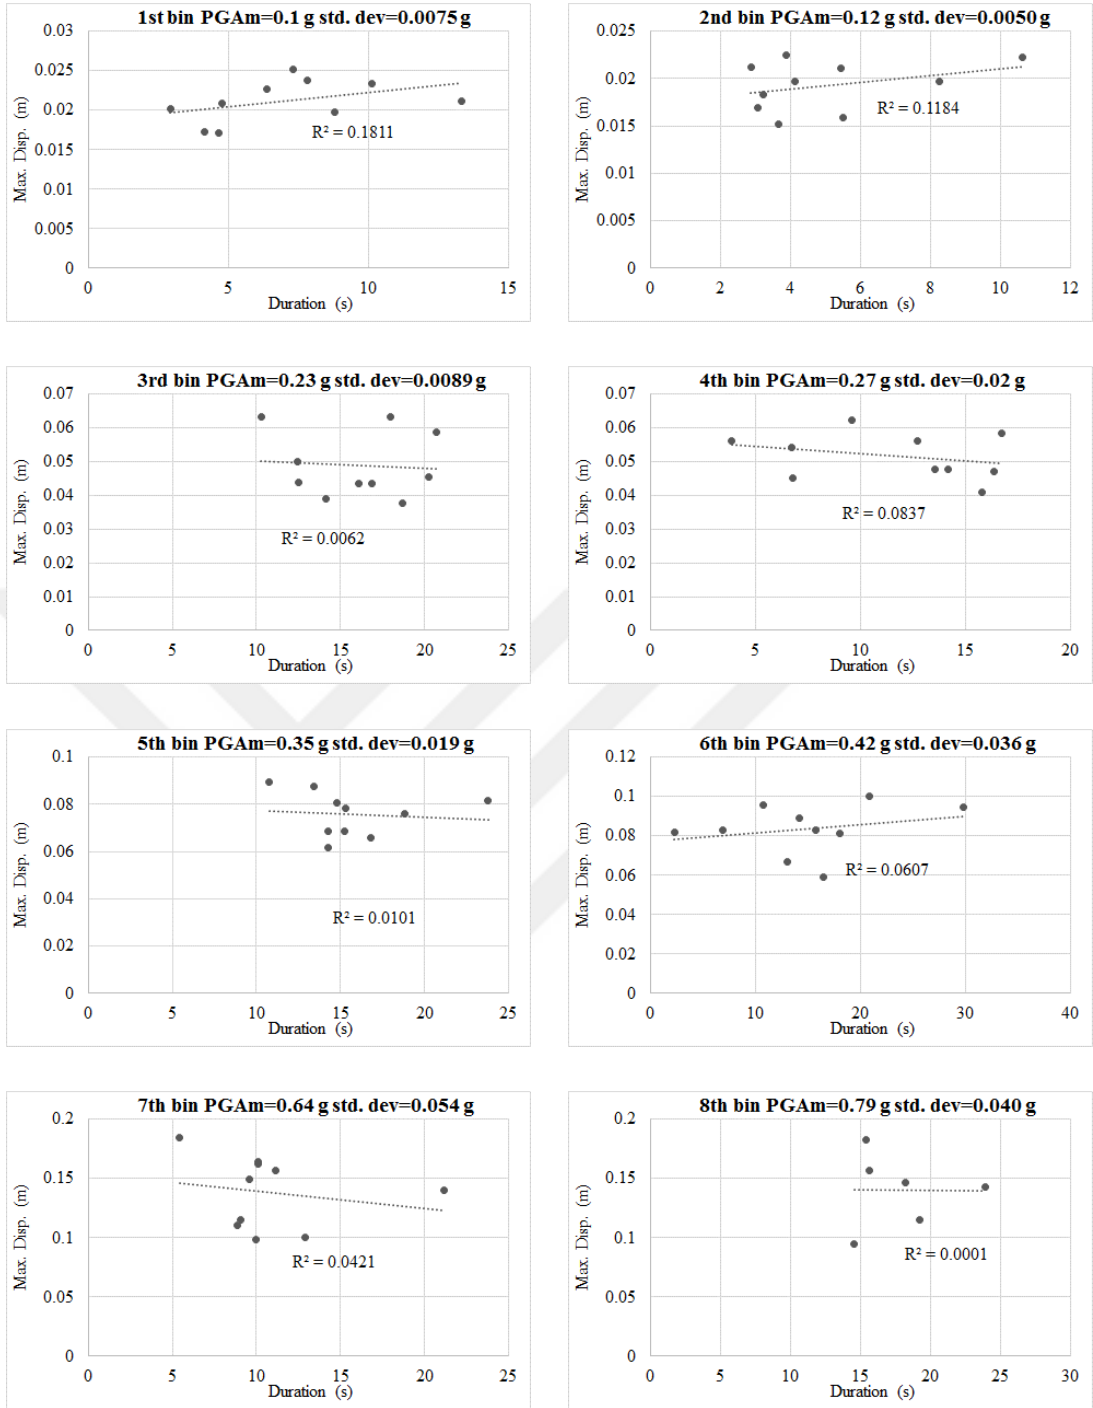 1st bin PGAm=0.1 g std. dev=0.0075 g
0.03
0.025
0.02
0.015
0.01
0.005
0
Max. Disp. (m)
R² = 0.1811
0 5 10 15
Duration (s)
2nd bin PGAm=0.12 g std. dev=0.0050 g
0.025
0.02
0.015
0.01
0.005
0
Max. Disp. (m)
R² = 0.1184
0 2 4 6 8 10 12
Duration (s)
3rd bin PGAm=0.23 g std. dev=0.0089 g
0.07
0.06
0.05
0.04
0.03
0.02
0.01
0
Max. Disp. (m)
R² = 0.0062
0 5 10 15 20 25
Duration (s)
4th bin PGAm=0.27 g std. dev=0.02 g
0.07
0.06
0.05
0.04
0.03
0.02
0.01
0
Max. Disp. (m)
R² = 0.0837
0 5 10 15 20
Duration (s)
5th bin PGAm=0.35 g std. dev=0.019 g
0.1
0.08
0.06
0.04
0.02
0
Max. Disp. (m)
R² = 0.0101
0 5 10 15 20 25
Duration (s)
6th bin PGAm=0.42 g std. dev=0.036 g
0.12
0.1
0.08
0.06
0.04
0.02
0
Max. Disp. (m)
R² = 0.0607
0 10 20 30 40
Duration (s)
7th bin PGAm=0.64 g std. dev=0.054 g
0.2
0.15
0.1
0.05
0
Max. Disp. (m)
R² = 0.0421
0 5 10 15 20 25
Duration (s)
8th bin PGAm=0.79 g std. dev=0.040 g
0.2
0.15
0.1
0.05
0
Max. Disp. (m)
R² = 0.0001
0 5 10 15 20 25 30
Duration (s)